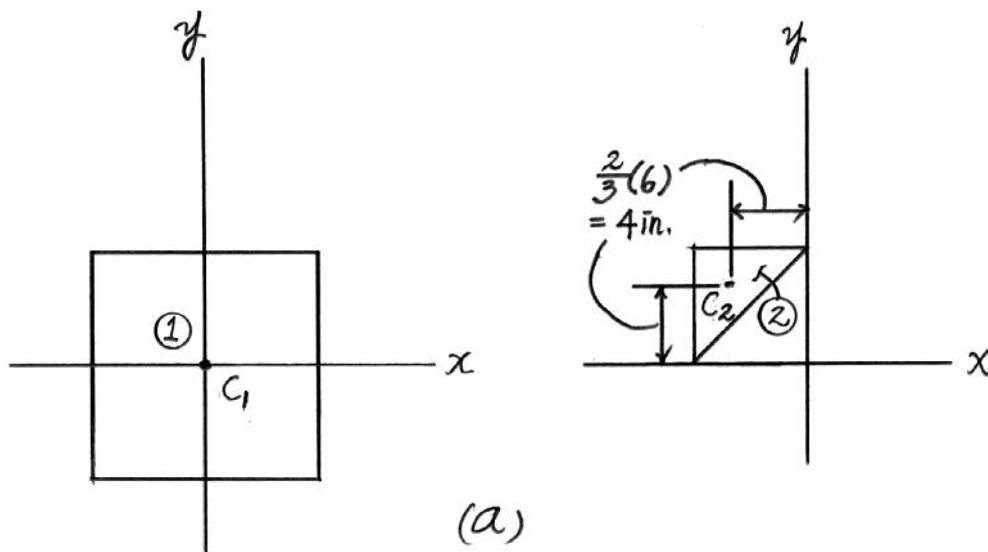 y
①
x
C₁
y
2/3 (6)
= 4in.
C₂
②
x
(a)